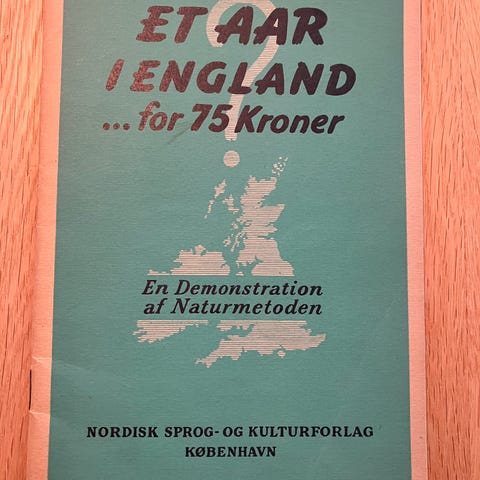 ?
ET AAR
I ENGLAND
... for 75 Kroner
En Demonstration
af Naturmetoden
NORDISK SPROG- OG KULTURFORLAG
KØBENHAVN